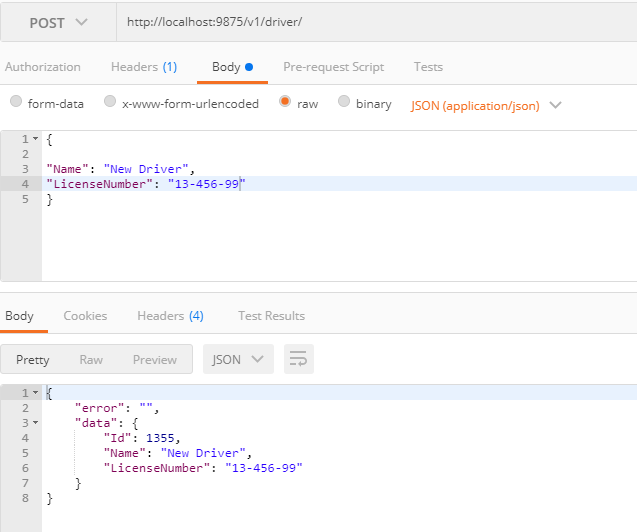 POST http://localhost:9875/v1/driver/
Authorization Headers (1) Body Pre-request Script Tests
form-data x-www-form-urlencoded raw binary JSON (application/json)
1 {
2
3 "Name": "New Driver",
4 "LicenseNumber": "13-456-99"
5 }
Body Cookies Headers (4) Test Results
Pretty Raw Preview JSON
1 {
2 "error": "",
3 "data": {
4 "Id": 1355,
5 "Name": "New Driver",
6 "LicenseNumber": "13-456-99"
7 }
8 }